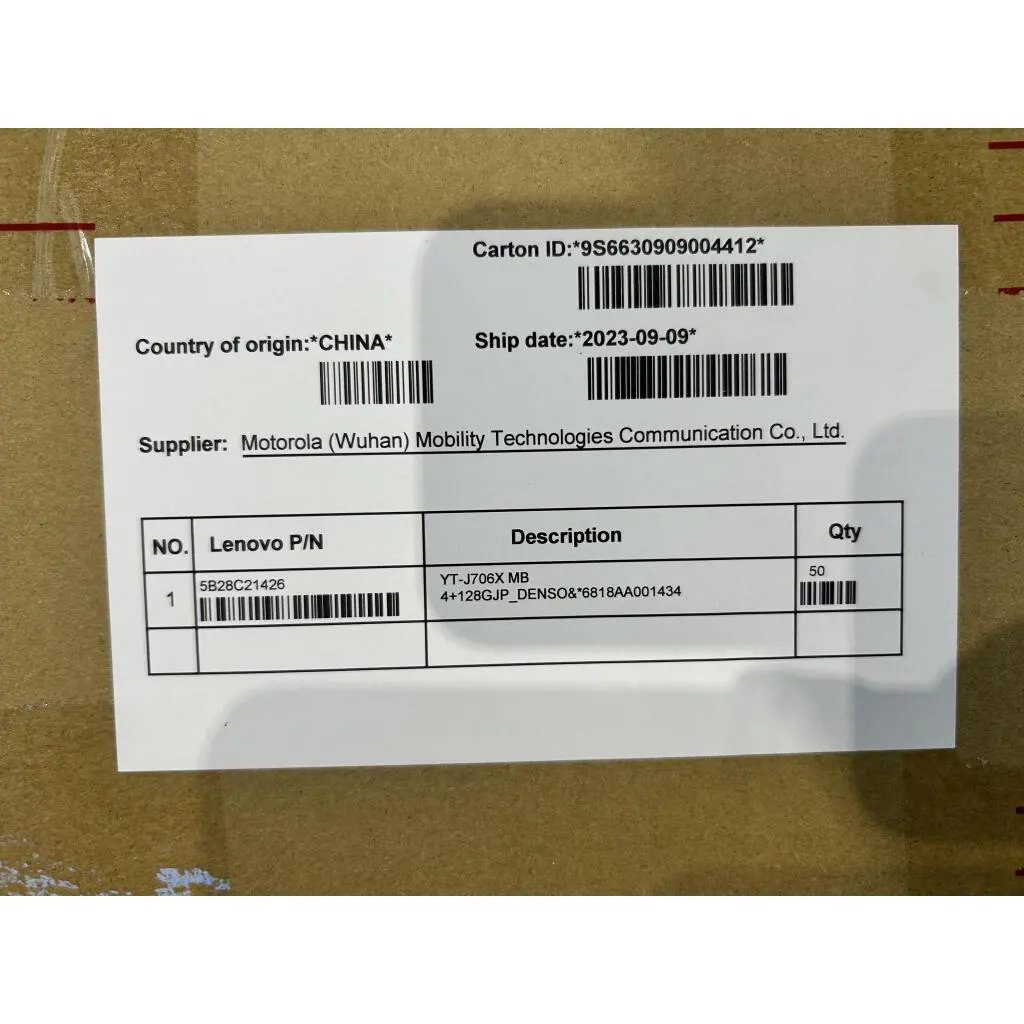 Carton ID:*9S6630909004412*
Country of origin:*CHINA*
Ship date:*2023-09-09*
Supplier: Motorola (Wuhan) Mobility Technologies Communication Co., Ltd.
NO. Lenovo P/N Description Qty
1 5B28C21426 YT-J706X MB 50
4+128GJP_DENSO&*6818AA001434